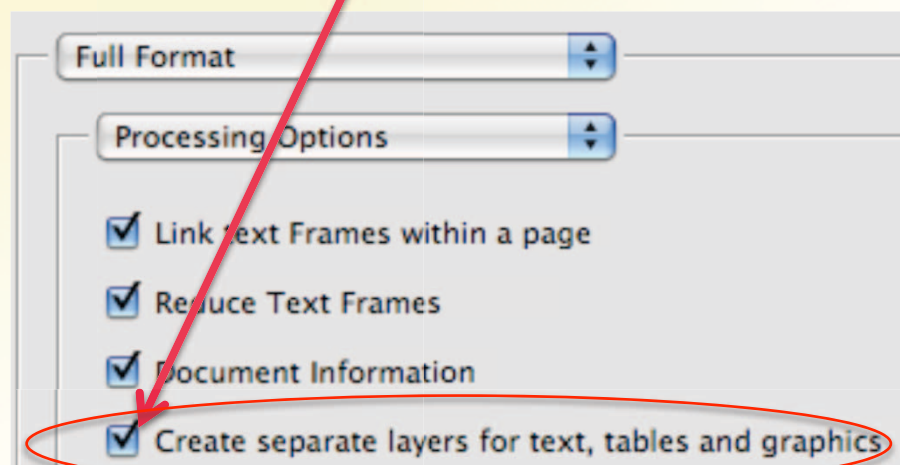 Full Format
Processing Options
Link text Frames within a page
Reduce Text Frames
Document Information
Create separate layers for text, tables and graphics